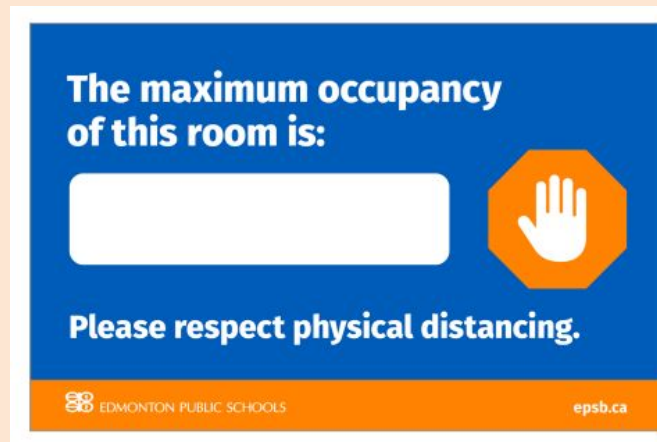 The maximum occupancy
of this room is:
Please respect physical distancing.
EDMONTON PUBLIC SCHOOLS
epsb.ca